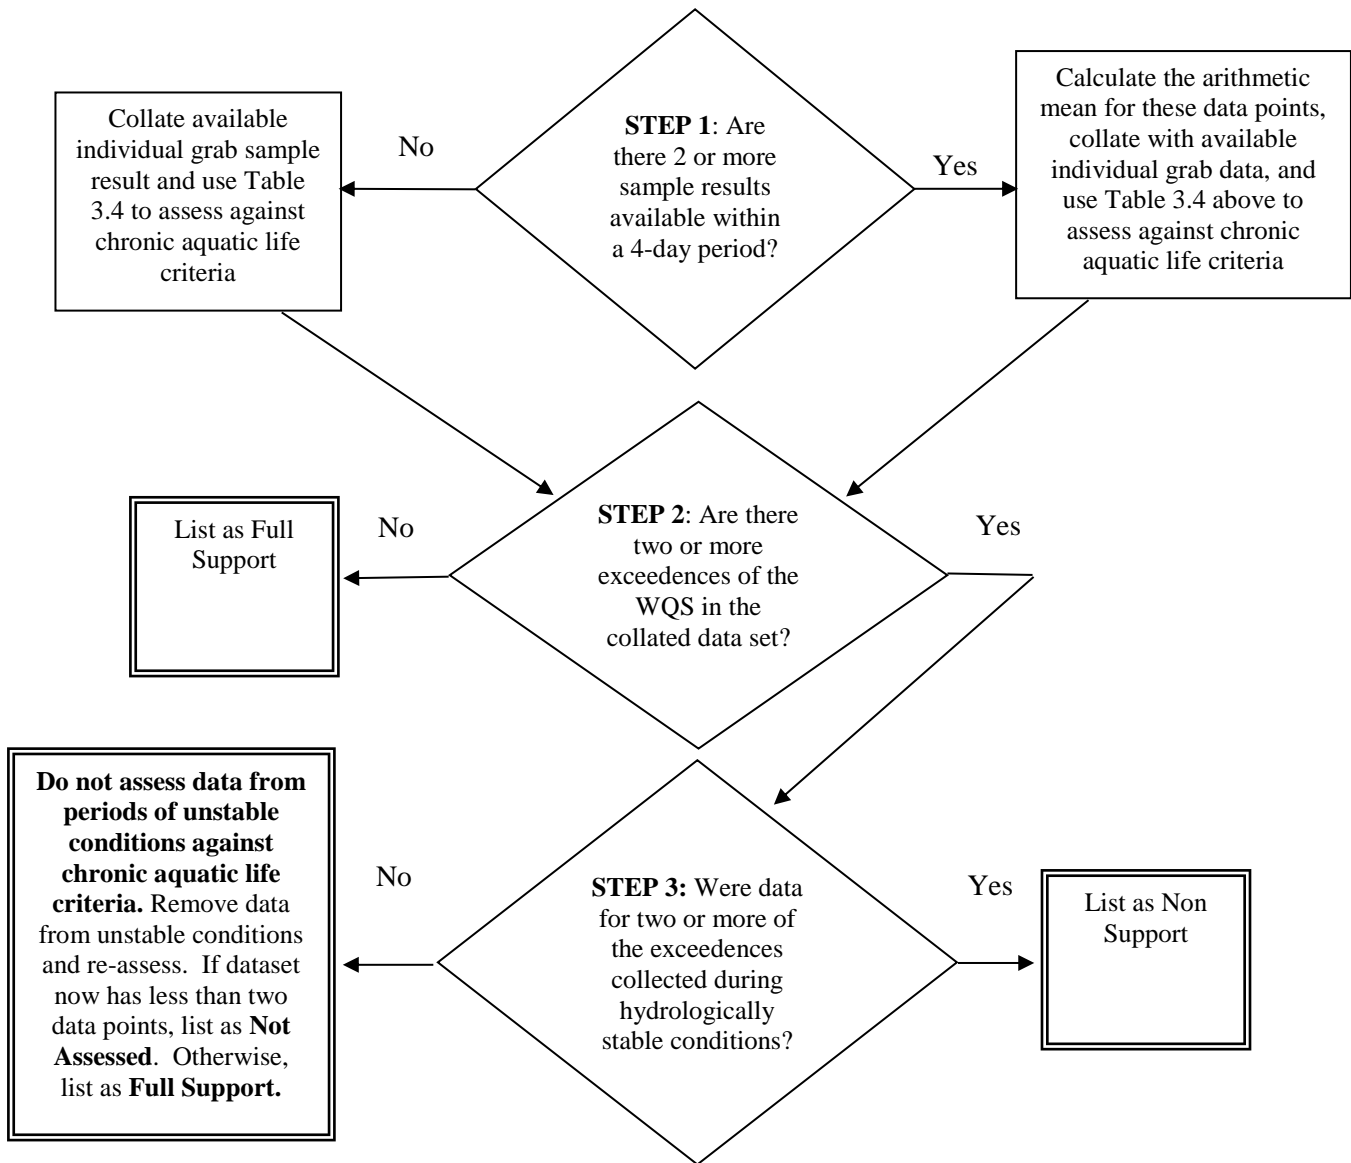 Collate available
individual grab sample
result and use Table
3.4 to assess against
chronic aquatic life
criteria
No
STEP 1: Are
there 2 or more
sample results
available within
a 4-day period?
Yes
Calculate the arithmetic
mean for these data points,
collate with available
individual grab data, and
use Table 3.4 above to
assess against chronic
aquatic life criteria
List as Full
Support
No
STEP 2: Are there
two or more
exceedences of the
WQS in the
collated data set?
Yes
Do not assess data from
periods of unstable
conditions against
chronic aquatic life
criteria. Remove data
from unstable conditions
and re-assess.  If dataset
now has less than two
data points, list as Not
Assessed.  Otherwise,
list as Full Support.
No
STEP 3: Were data
for two or more of
the exceedences
collected during
hydrologically
stable conditions?
Yes
List as Non
Support